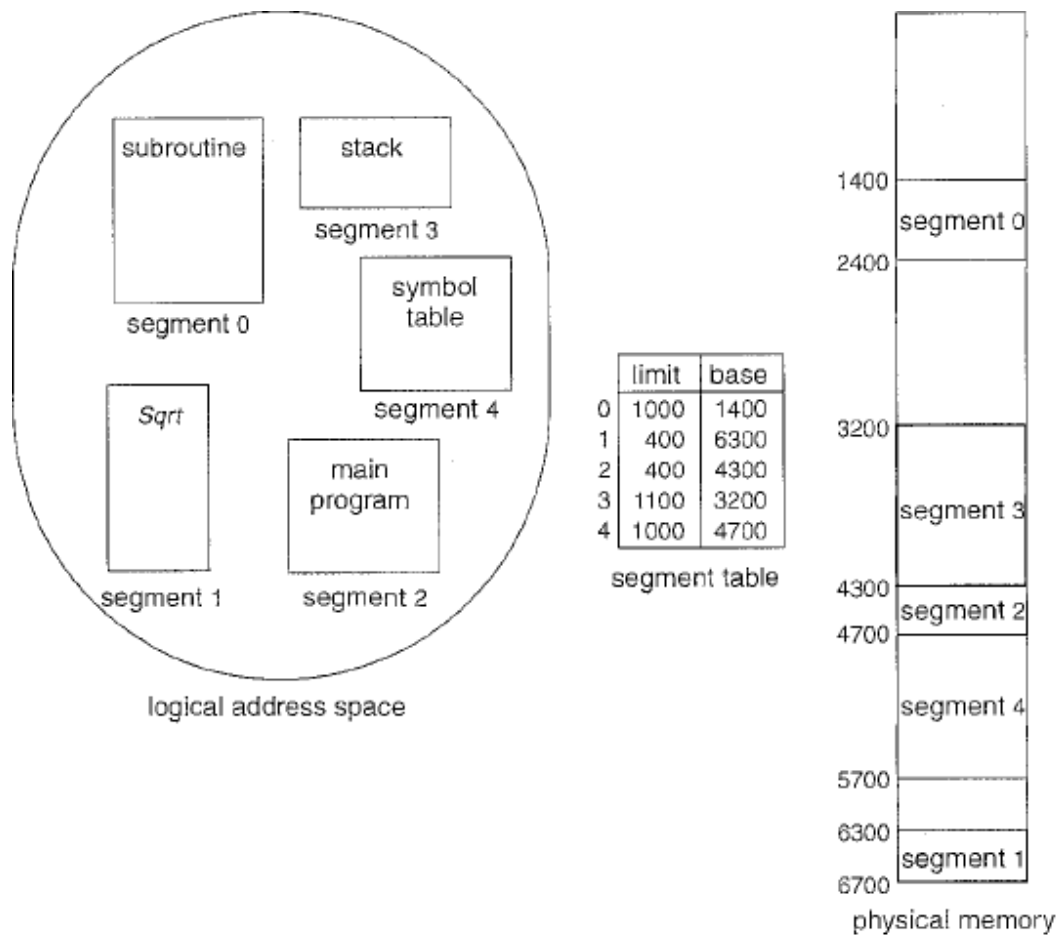 subroutine
segment 0
stack
segment 3
symbol
table
segment 4
Sqrt
segment 1
main
program
segment 2
logical address space
limit base
0 1000 1400
1 400 6300
2 400 4300
3 1100 3200
4 1000 4700
segment table
1400
segment 0
2400
3200
segment 3
4300
segment 2
4700
segment 4
5700
6300
segment 1
6700
physical memory